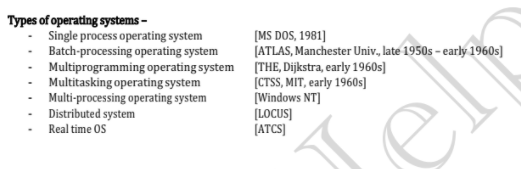 Types of operating systems –
- Single process operating system [MS DOS, 1981]
- Batch-processing operating system [ATLAS, Manchester Univ., late 1950s – early 1960s]
- Multiprogramming operating system [THE, Dijkstra, early 1960s]
- Multitasking operating system [CTSS, MIT, early 1960s]
- Multi-processing operating system [Windows NT]
- Distributed system [LOCUS]
- Real time OS [ATCS]
Help